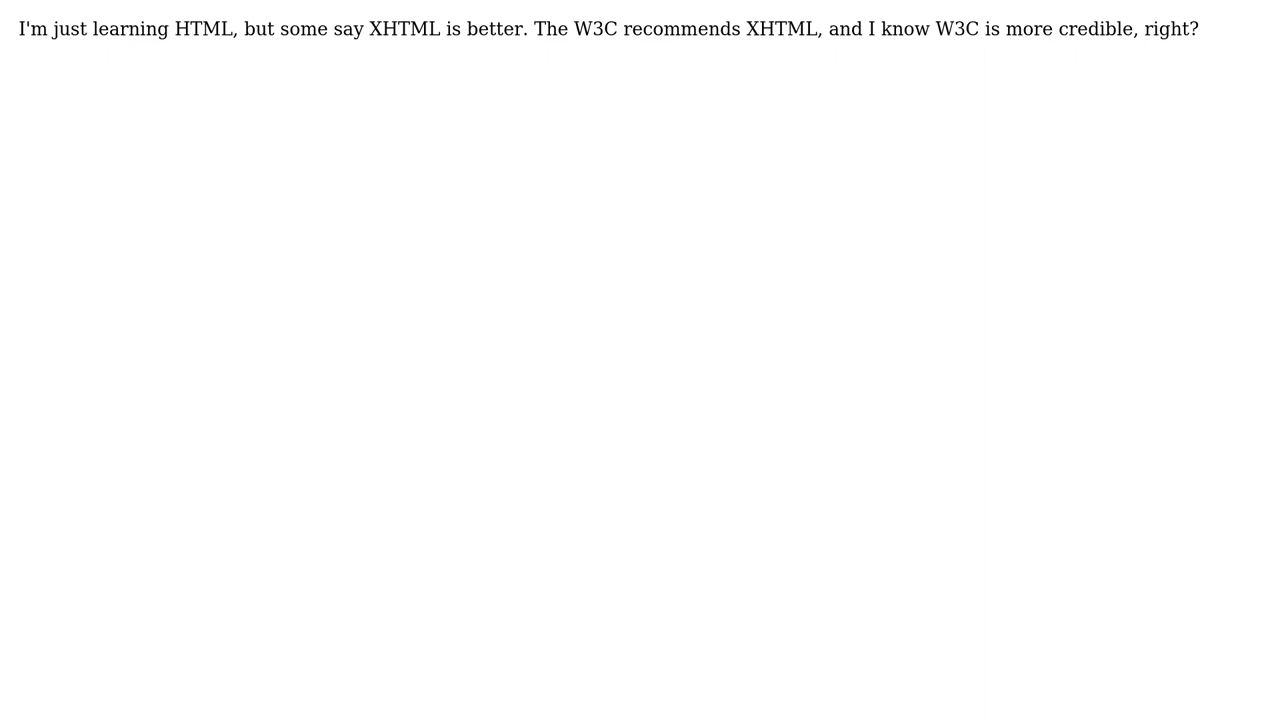 I'm just learning HTML, but some say XHTML is better. The W3C recommends XHTML, and I know W3C is more credible, right?